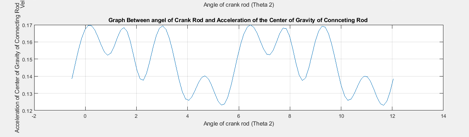 Angle of crank rod (Theta 2)
Graph Between angel of Crank Rod and Acceleration of the Center of Gravity of Conncoting Rod
Accelaration of Center of Gravity of Connecting Rod
0.17
0.16
0.15
0.14
0.13
0.12
-2 0 2 4 6 8 10 12 14
Angle of crank rod (Theta 2)